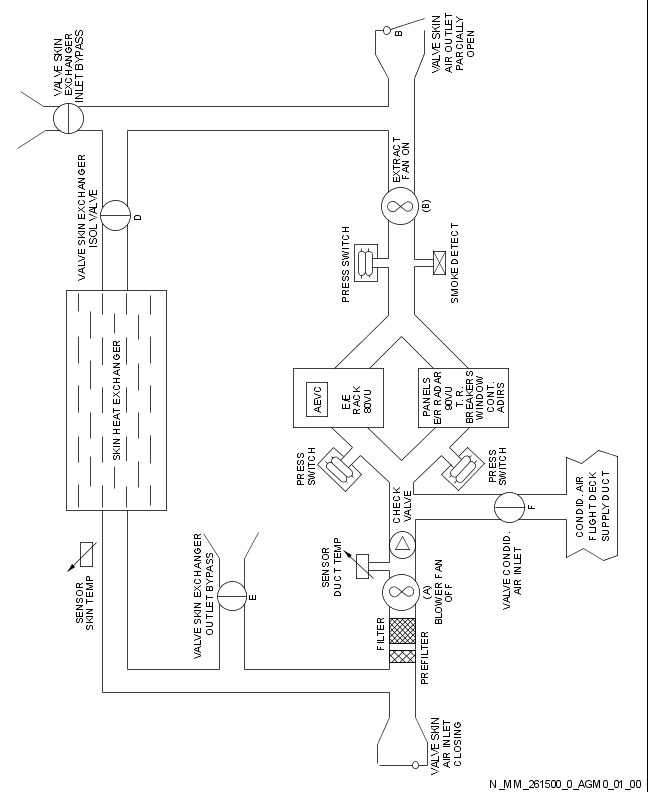 VALVE SKIN
EXCHANGER
INLET BYPASS
VALVE SKIN
AIR OUTLET
PARCIALLY
OPEN
B
VALVE SKIN EXCHANGER
ISOL VALVE
D
EXTRACT
FAN ON
(B)
PRESS SWITCH
SMOKE DETECT
SKIN HEAT EXCHANGER
AEVC
E/E
RACK
80VU
PANELS
E/R RADAR
90VU
T.R.
BREAKERS
WINDOW
CONT.
ADIRS
PRESS
SWITCH
PRESS
SWITCH
CHECK
VALVE
CONDID. AIR
FLIGHT DECK
SUPPLY DUCT
F
VALVE CONDID.
AIR INLET
SENSOR
DUCT TEMP
SENSOR
SKIN TEMP
VALVE SKIN EXCHANGER
OUTLET BYPASS
E
(A)
BLOWER FAN
OFF
FILTER
PREFILTER
VALVE SKIN
AIR INLET
CLOSING
N_MM_261500_0_AGM0_01_00